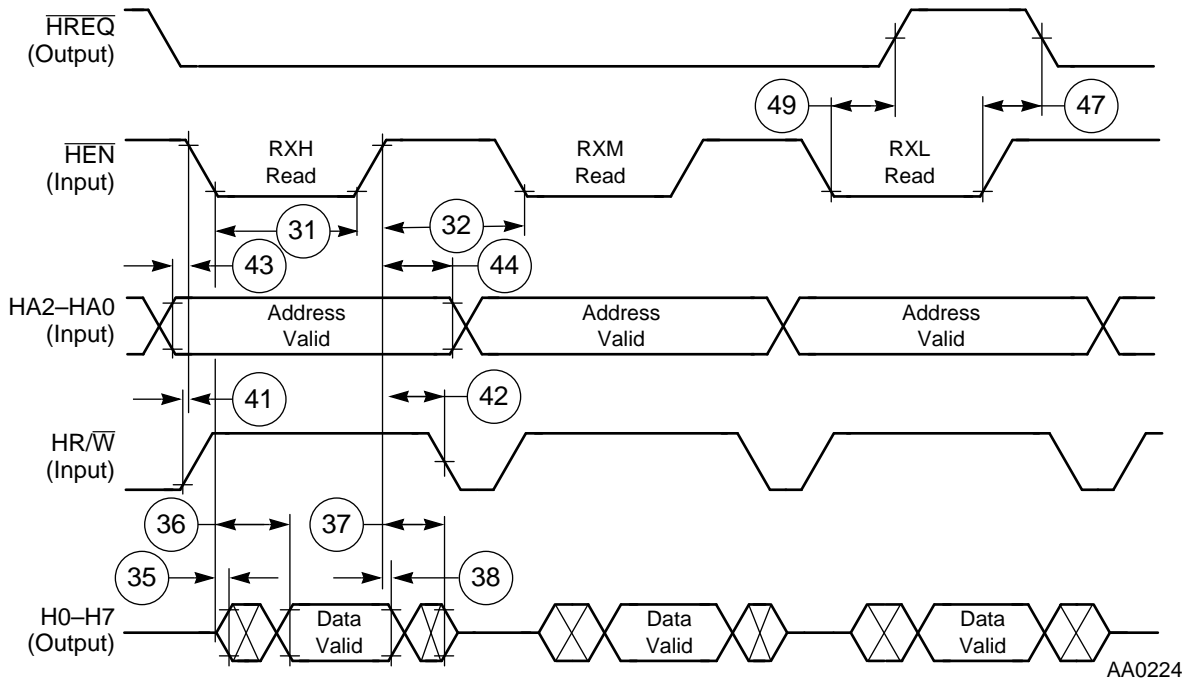 HREQ
(Output)
49
47
HEN
(Input)
RXH
Read
RXM
Read
RXL
Read
31
32
43
44
HA2–HA0
(Input)
Address
Valid
Address
Valid
Address
Valid
41
42
HR/W
(Input)
36
37
35
38
H0–H7
(Output)
Data
Valid
Data
Valid
Data
Valid
AA0224